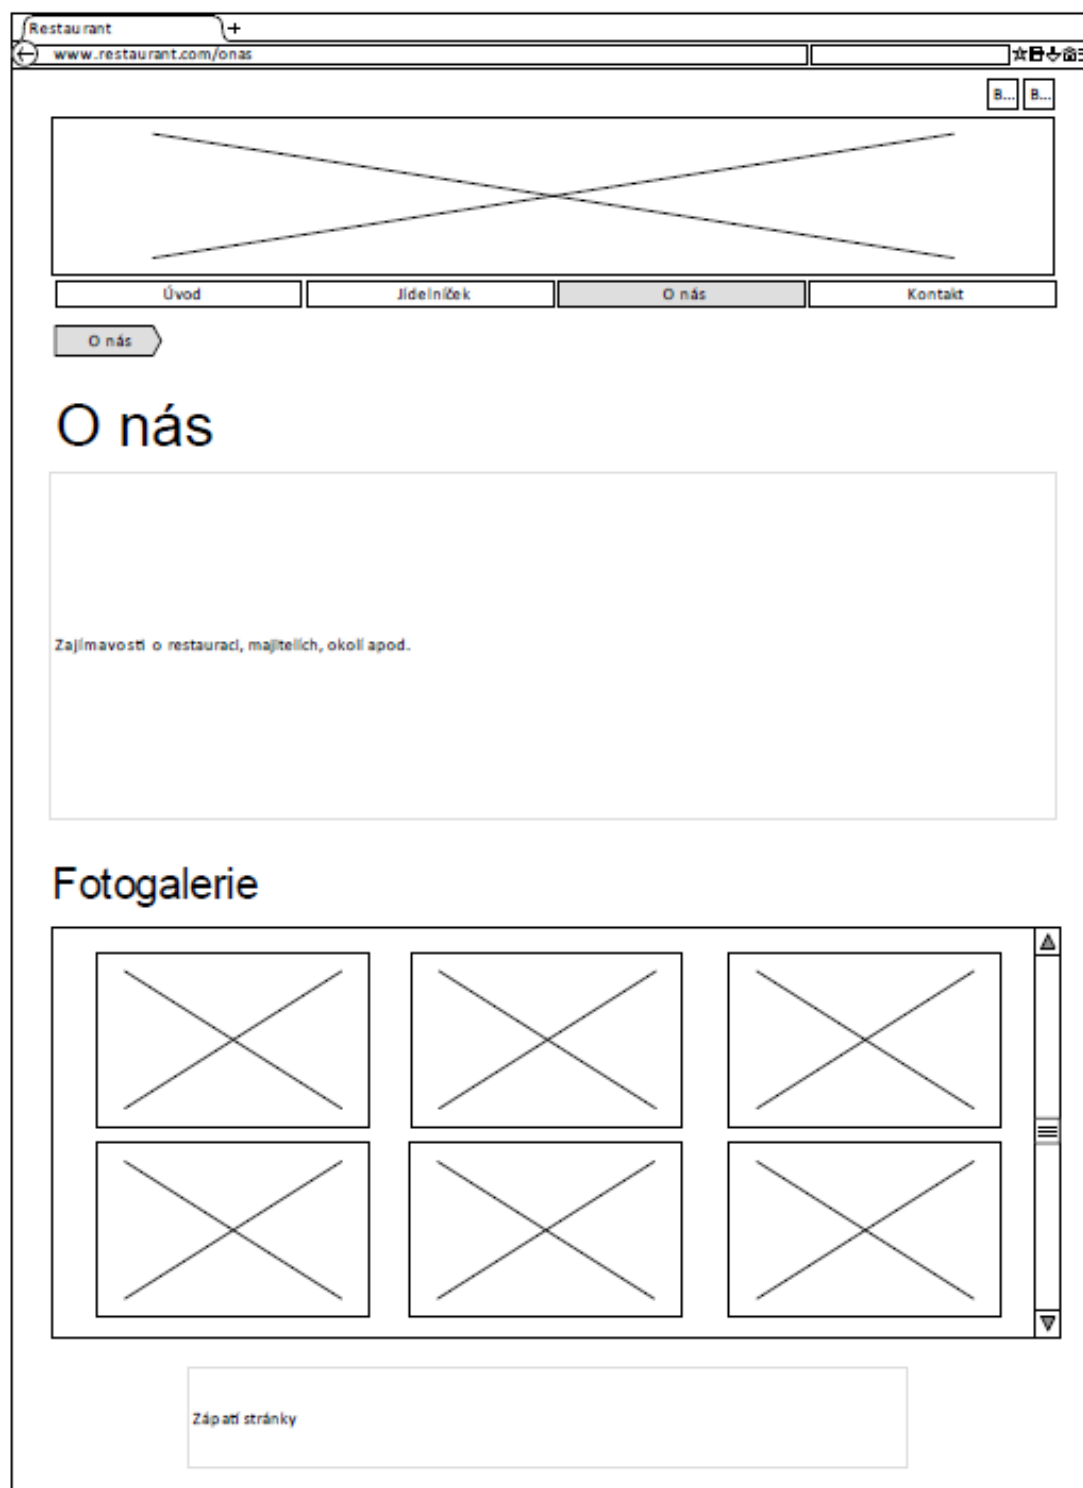 Restaurant
www.restaurant.com/onas
B... B...
Úvod Jídelníček O nás Kontakt
O nás
O nás
Zajímavosti o restauraci, majitelích, okolí apod.
Fotogalerie
Zápatí stránky